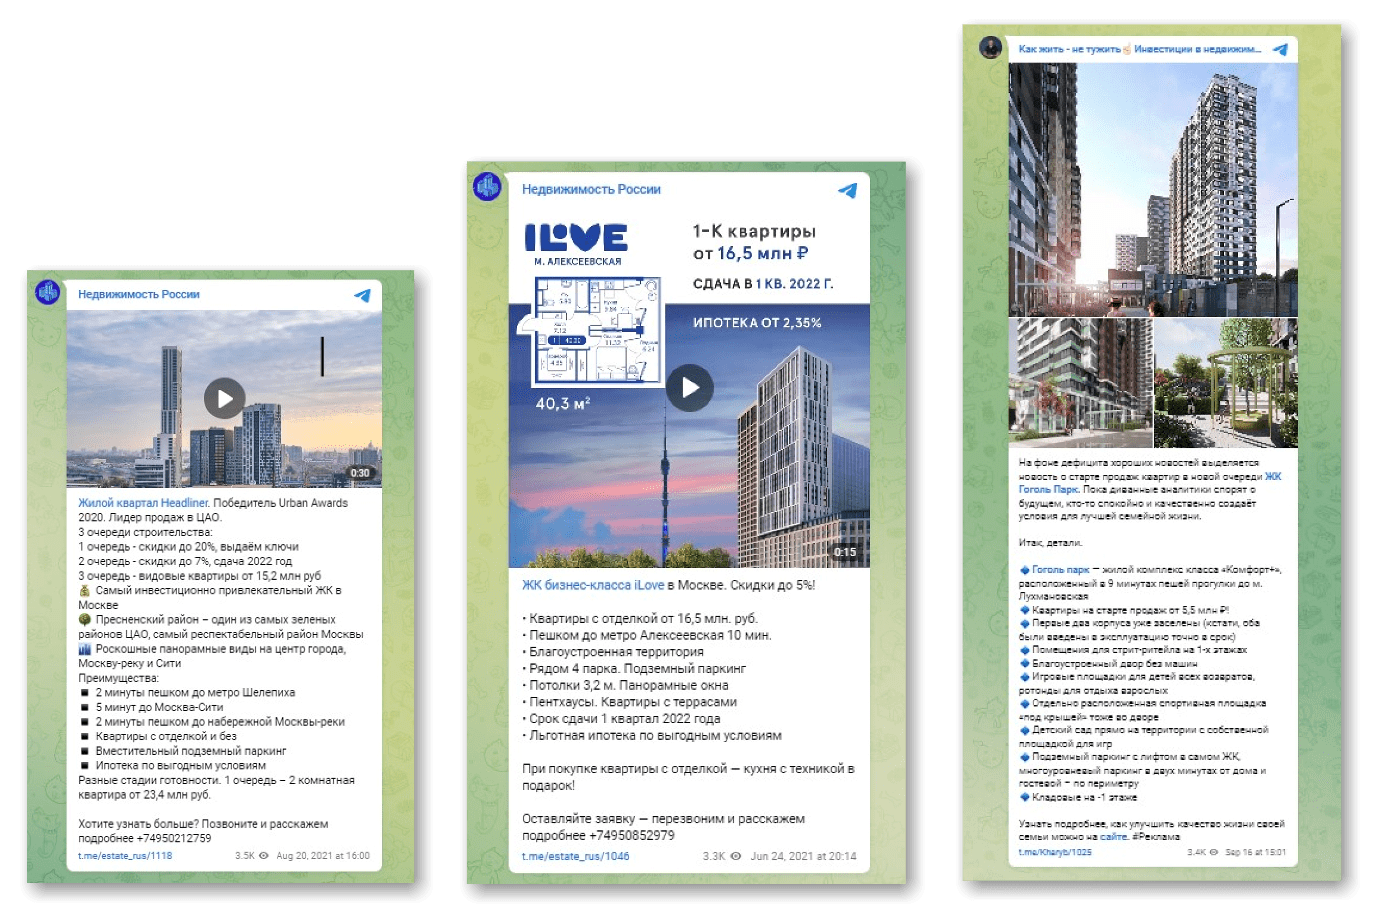 Недвижимость России
0:30
Жилой квартал Headliner. Победитель Urban Awards
2020. Лидер продаж в ЦАО.
3 очереди строительства:
1 очередь - скидки до 20%, выдаём ключи
2 очередь - скидки до 7%, сдача 2022 год
3 очередь - видовые квартиры от 15,2 млн руб
Самый инвестиционно привлекательный ЖК в
Москве
Пресненский район – один из самых зеленых
районов ЦАО, самый респектабельный район Москвы
Роскошные панорамные виды на центр города,
Москву-реку и Сити
Преимущества:
2 минуты пешком до метро Шелепиха
5 минут до Москва-Сити
2 минуты пешком до набережной Москвы-реки
Квартиры с отделкой и без
Вместительный подземный паркинг
Ипотека по выгодным условиям
Разные стадии готовности. 1 очередь – 2 комнатная
квартира от 23,4 млн руб.
Хотите узнать больше? Позвоните и расскажем
подробнее +74950212759
t.me/estate_rus/1118 3.5K Aug 20, 2021 at 16:00
Недвижимость России
ILOVE
М. АЛЕКСЕЕВСКАЯ
1-К квартиры
от 16,5 млн ₽
СДАЧА В 1 КВ. 2022 Г.
ИПОТЕКА ОТ 2,35%
40,3 м²
0:15
ЖК бизнес-класса iLove в Москве. Скидки до 5%!
• Квартиры с отделкой от 16,5 млн. руб.
• Пешком до метро Алексеевская 10 мин.
• Благоустроенная территория
• Рядом 4 парка. Подземный паркинг
• Потолки 3,2 м. Панорамные окна
• Пентхаусы. Квартиры с террасами
• Срок сдачи 1 квартал 2022 года
• Льготная ипотека по выгодным условиям
При покупке квартиры с отделкой — кухня с техникой в
подарок!
Оставляйте заявку — перезвоним и расскажем
подробнее +74950852979
t.me/estate_rus/1046 3.3K Jun 24, 2021 at 20:14
Как жить - не тужить☝🏻 Инвестиции в недвижим...
На фоне дефицита хороших новостей выделяется
новость о старте продаж квартир в новой очереди ЖК
Гоголь Парк. Пока диванные аналитики спорят о
будущем, кто-то спокойно и качественно создаёт
условия для лучшей семейной жизни.
Итак, детали.
🔹 Гоголь парк — жилой комплекс класса «Комфорт+»,
расположенный в 9 минутах пешей прогулки до м.
Лухмановская
🔹 Квартиры на старте продаж от 5,5 млн ₽!
🔹 Первые два корпуса уже заселены (кстати, оба
были введены в эксплуатацию точно в срок)
🔹 Помещения для стрит-ритейла на 1-х этажах
🔹 Благоустроенный двор без машин
🔹 Игровые площадки для детей всех возвратов,
ротонды для отдыха взрослых
🔹 Отдельно расположенная спортивная площадка
«под крышей» тоже во дворе
🔹 Детский сад прямо на территории с собственной
площадкой для игр
🔹 Подземный паркинг с лифтом в самом ЖК,
многоуровневый паркинг в двух минутах от дома и
гостевой – по периметру
🔹 Кладовые на -1 этаже
Узнать подробнее, как улучшить качество жизни своей
семьи можно на сайте. #Реклама
t.me/Kharyb/1025 3.4K Sep 16 at 15:01